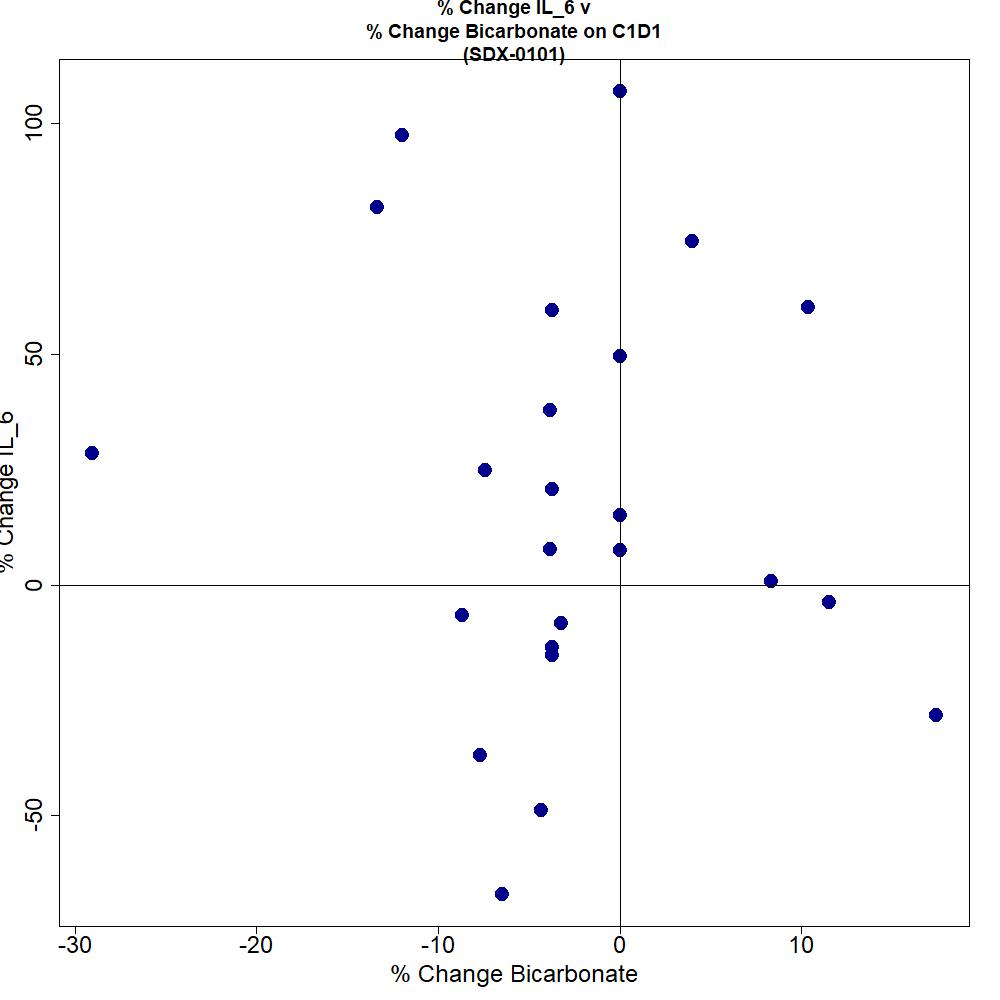 % Change IL_6 v
% Change Bicarbonate on C1D1
(SDX-0101)
100
50
0
-50
% Change IL_6
-30
-20
-10
0
10
% Change Bicarbonate